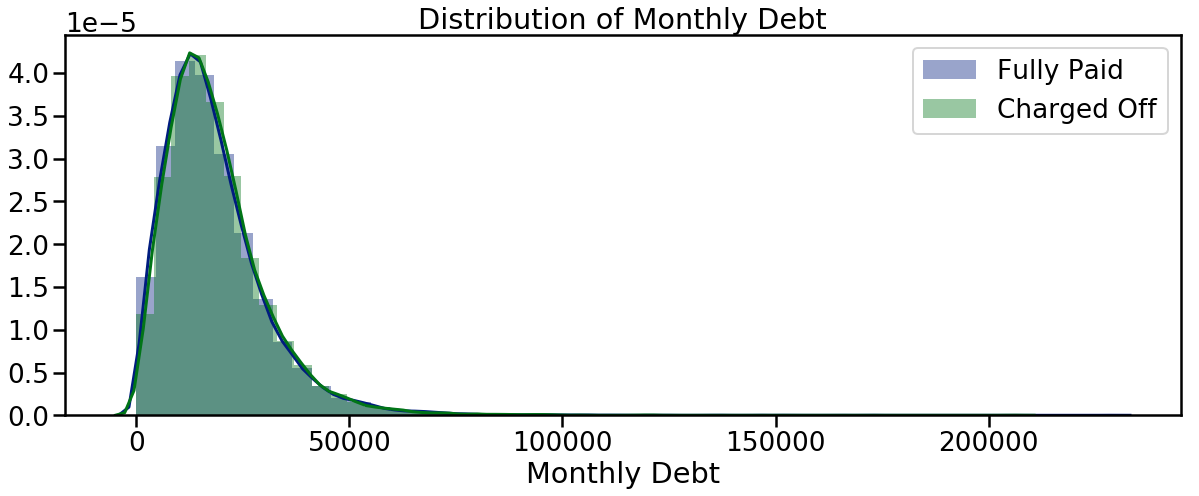 Distribution of Monthly Debt
1e−5
4.0
3.5
3.0
2.5
2.0
1.5
1.0
0.5
0.0
Fully Paid
Charged Off
0 50000 100000 150000 200000
Monthly Debt